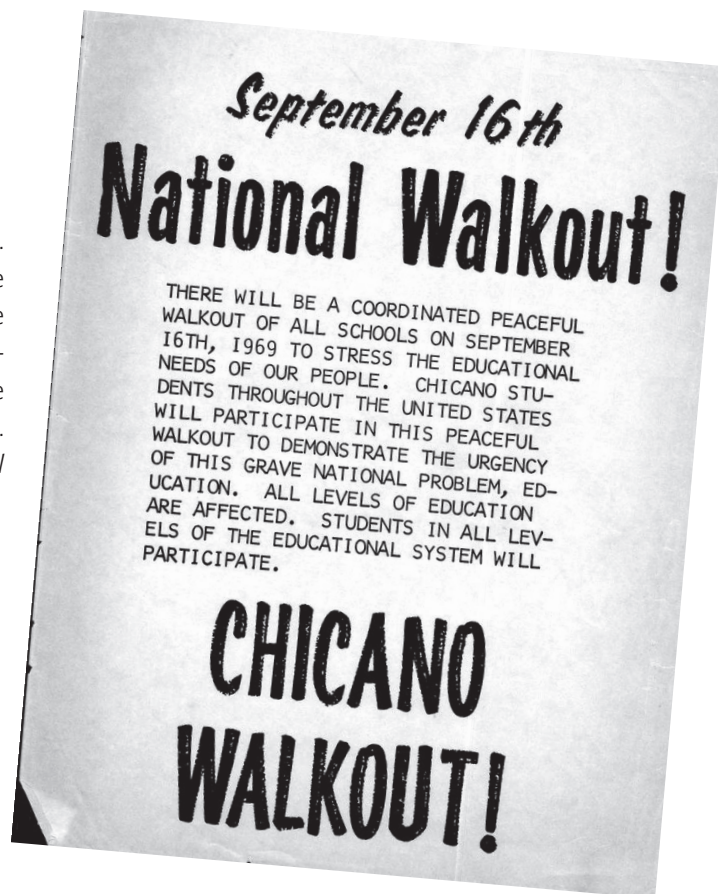 September 16th
National Walkout!
THERE WILL BE A COORDINATED PEACEFUL
WALKOUT OF ALL SCHOOLS ON SEPTEMBER
I6TH, I969 TO STRESS THE EDUCATIONAL
NEEDS OF OUR PEOPLE. CHICANO STU-
DENTS THROUGHOUT THE UNITED STATES
WILL PARTICIPATE IN THIS PEACEFUL
WALKOUT TO DEMONSTRATE THE URGENCY
OF THIS GRAVE NATIONAL PROBLEM, ED-
UCATION. ALL LEVELS OF EDUCATION
ARE AFFECTED. STUDENTS IN ALL LEV-
ELS OF THE EDUCATIONAL SYSTEM WILL
PARTICIPATE.
CHICANO
WALKOUT!